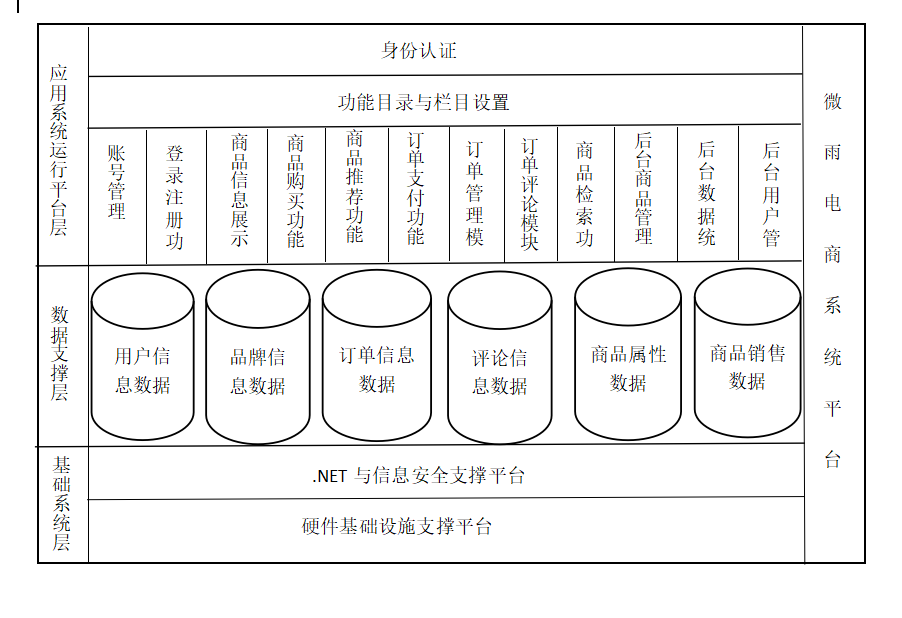 身份认证
功能目录与栏目设置
应用系统运行平台层
账号管理
登录注册功
商品信息展示
商品购买功能
商品推荐功能
订单支付功能
订单管理模
订单评论模块
商品检索功
后台商品管理
后台数据统
后台用户管
微雨电商系统平台
数据支撑层
用户信
息数据
品牌信
息数据
订单信息
数据
评论信
息数据
商品属性
数据
商品销售
数据
基础系统层
.NET 与信息安全支撑平台
硬件基础设施支撑平台